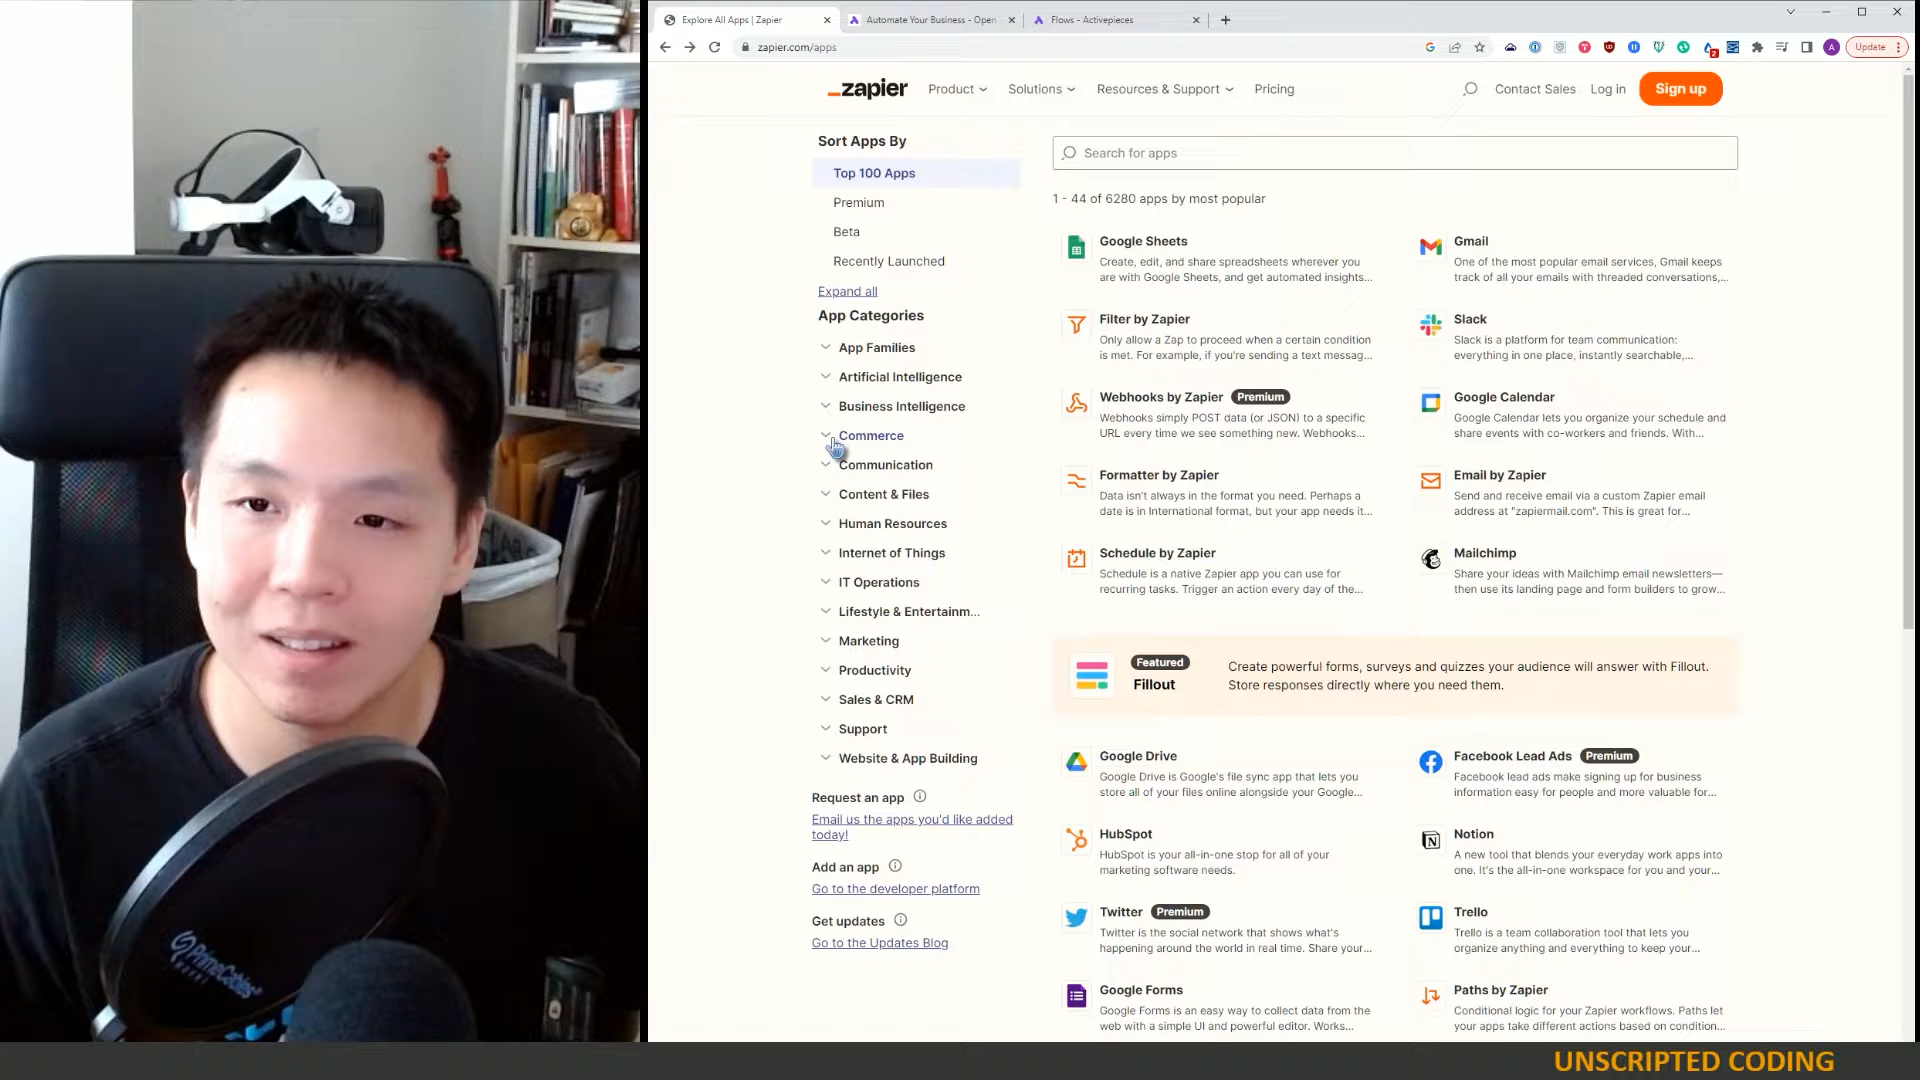 Explore All Apps | Zapier
Automate Your Business - Open
Flows - Activepieces
zapier.com/apps
Update
zapier
Product
Solutions
Resources & Support
Pricing
Contact Sales
Log in
Sign up
Sort Apps By
Top 100 Apps
Premium
Beta
Recently Launched
Expand all
App Categories
App Families
Artificial Intelligence
Business Intelligence
Commerce
Communication
Content & Files
Human Resources
Internet of Things
IT Operations
Lifestyle & Entertainm...
Marketing
Productivity
Sales & CRM
Support
Website & App Building
Request an app
Email us the apps you'd like added
today!
Add an app
Go to the developer platform
Get updates
Go to the Updates Blog
Search for apps
1 - 44 of 6280 apps by most popular
Google Sheets
Create, edit, and share spreadsheets wherever you
are with Google Sheets, and get automated insights...
Gmail
One of the most popular email services, Gmail keeps
track of all your emails with threaded conversations,...
Filter by Zapier
Only allow a Zap to proceed when a certain condition
is met. For example, if you're sending a text messag...
Slack
Slack is a platform for team communication:
everything in one place, instantly searchable,...
Webhooks by Zapier Premium
Webhooks simply POST data (or JSON) to a specific
URL every time we see something new. Webhooks...
Google Calendar
Google Calendar lets you organize your schedule and
share events with co-workers and friends. With...
Formatter by Zapier
Data isn't always in the format you need. Perhaps a
date is in International format, but your app needs it...
Email by Zapier
Send and receive email via a custom Zapier email
address at "zapiermail.com". This is great for...
Schedule by Zapier
Schedule is a native Zapier app you can use for
recurring tasks. Trigger an action every day of the...
Mailchimp
Share your ideas with Mailchimp email newsletters—
then use its landing page and form builders to grow...
Featured
Fillout
Create powerful forms, surveys and quizzes your audience will answer with Fillout.
Store responses directly where you need them.
Google Drive
Google Drive is Google's file sync app that lets you
store all of your files online alongside your Google...
Facebook Lead Ads Premium
Facebook lead ads make signing up for business
information easy for people and more valuable for...
HubSpot
HubSpot is your all-in-one stop for all of your
marketing software needs.
Notion
A new tool that blends your everyday work apps into
one. It's the all-in-one workspace for you and your...
Twitter Premium
Twitter is the social network that shows what's
happening around the world in real time. Share your...
Trello
Trello is a team collaboration tool that lets you
organize anything and everything to keep your...
Google Forms
Google Forms is an easy way to collect data from the
web with a simple UI and powerful editor. Works...
Paths by Zapier
Conditional logic for your Zapier workflows. Paths let
your apps take different actions based on condition...
PrimeCables
UNSCRIPTED CODING